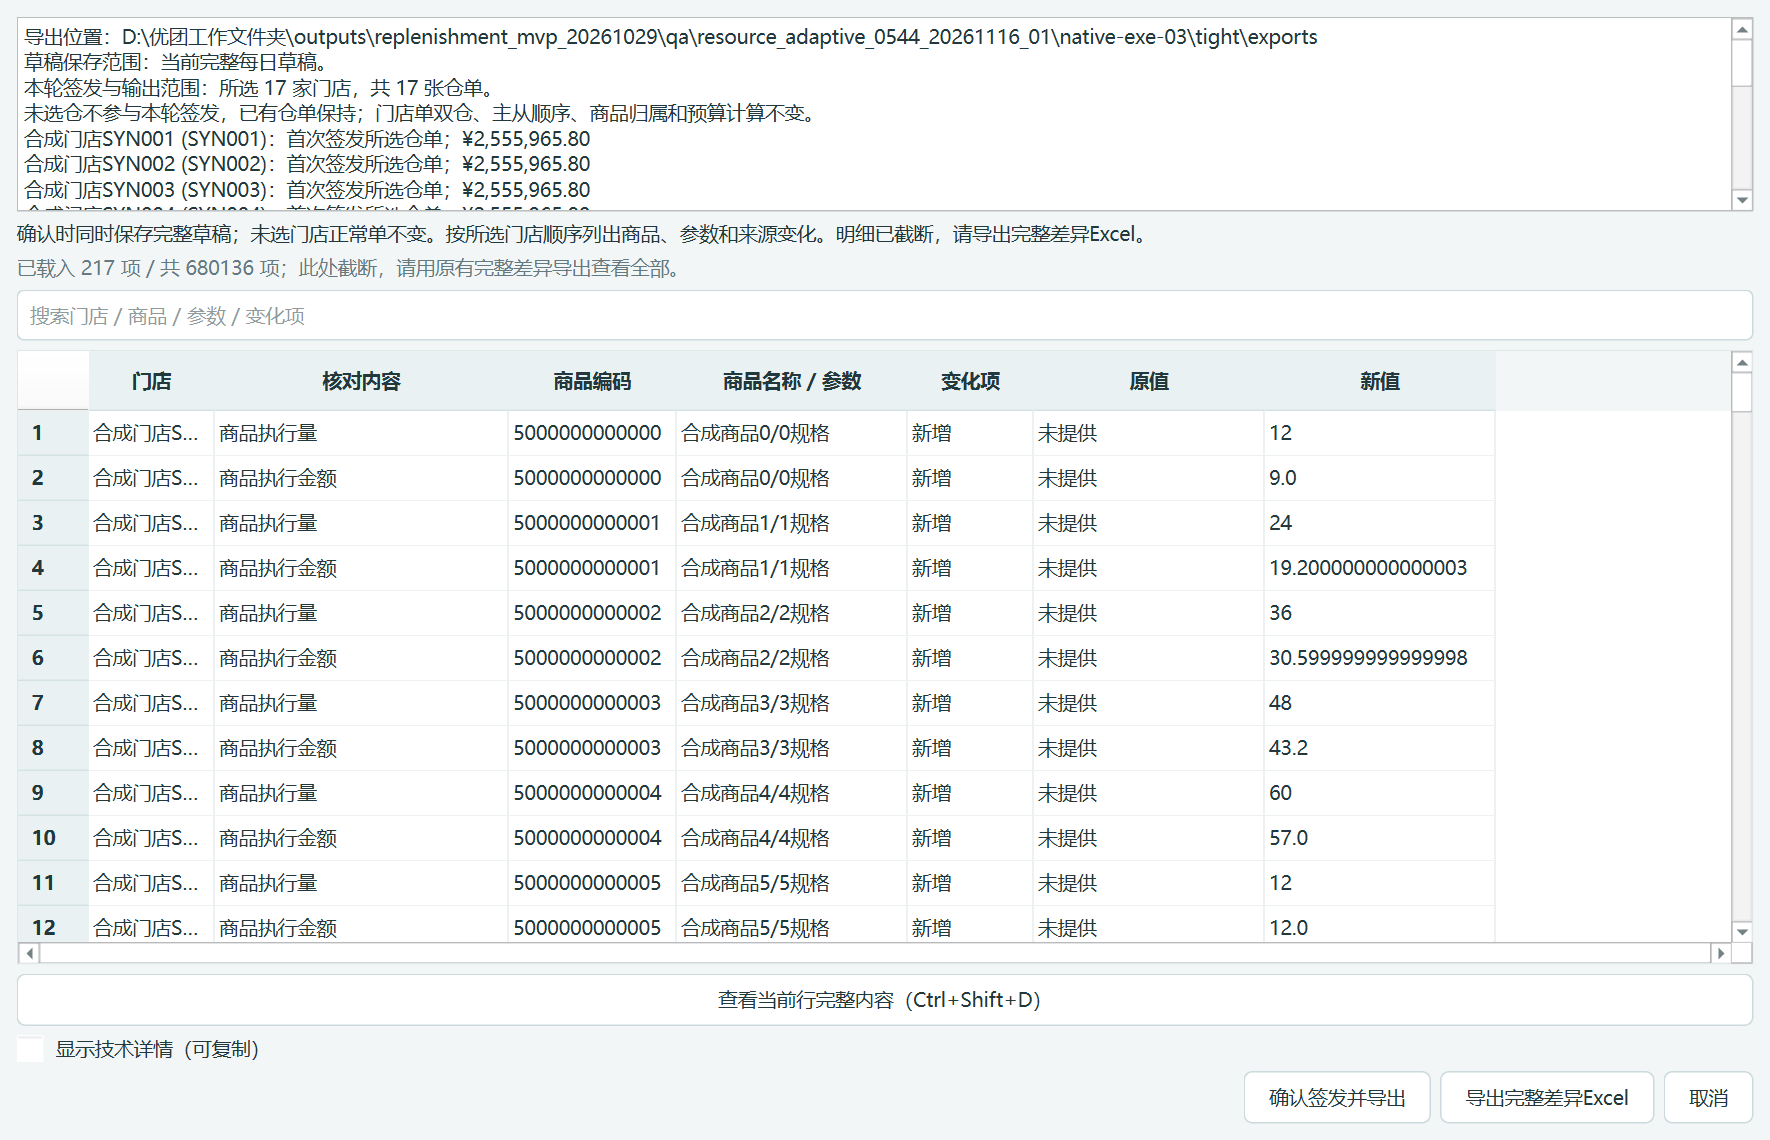 导出位置：D:\优团工作文件夹\outputs\replenishment_mvp_20261029\qa\resource_adaptive_0544_20261116_01\native-exe-03\tight\exports
草稿保存范围：当前完整每日草稿。
本轮签发与输出范围：所选 17 家门店，共 17 张仓单。
未选仓不参与本轮签发，已有仓单保持；门店单双仓、主从顺序、商品归属和预算计算不变。
合成门店SYN001 (SYN001)：首次签发所选仓单；¥2,555,965.80
合成门店SYN002 (SYN002)：首次签发所选仓单；¥2,555,965.80
合成门店SYN003 (SYN003)：首次签发所选仓单；¥2,555,965.80
确认时同时保存完整草稿；未选门店正常单不变。按所选门店顺序列出商品、参数和来源变化。明细已截断，请导出完整差异Excel。
已载入 217 项 / 共 680136 项；此处截断，请用原有完整差异导出查看全部。
搜索门店 / 商品 / 参数 / 变化项
门店 核对内容 商品编码 商品名称 / 参数 变化项 原值 新值
1 合成门店S... 商品执行量 5000000000000 合成商品0/0规格 新增 未提供 12
2 合成门店S... 商品执行金额 5000000000000 合成商品0/0规格 新增 未提供 9.0
3 合成门店S... 商品执行量 5000000000001 合成商品1/1规格 新增 未提供 24
4 合成门店S... 商品执行金额 5000000000001 合成商品1/1规格 新增 未提供 19.200000000000003
5 合成门店S... 商品执行量 5000000000002 合成商品2/2规格 新增 未提供 36
6 合成门店S... 商品执行金额 5000000000002 合成商品2/2规格 新增 未提供 30.599999999999998
7 合成门店S... 商品执行量 5000000000003 合成商品3/3规格 新增 未提供 48
8 合成门店S... 商品执行金额 5000000000003 合成商品3/3规格 新增 未提供 43.2
9 合成门店S... 商品执行量 5000000000004 合成商品4/4规格 新增 未提供 60
10 合成门店S... 商品执行金额 5000000000004 合成商品4/4规格 新增 未提供 57.0
11 合成门店S... 商品执行量 5000000000005 合成商品5/5规格 新增 未提供 12
12 合成门店S... 商品执行金额 5000000000005 合成商品5/5规格 新增 未提供 12.0
查看当前行完整内容（Ctrl+Shift+D）
显示技术详情（可复制）
确认签发并导出 导出完整差异Excel 取消